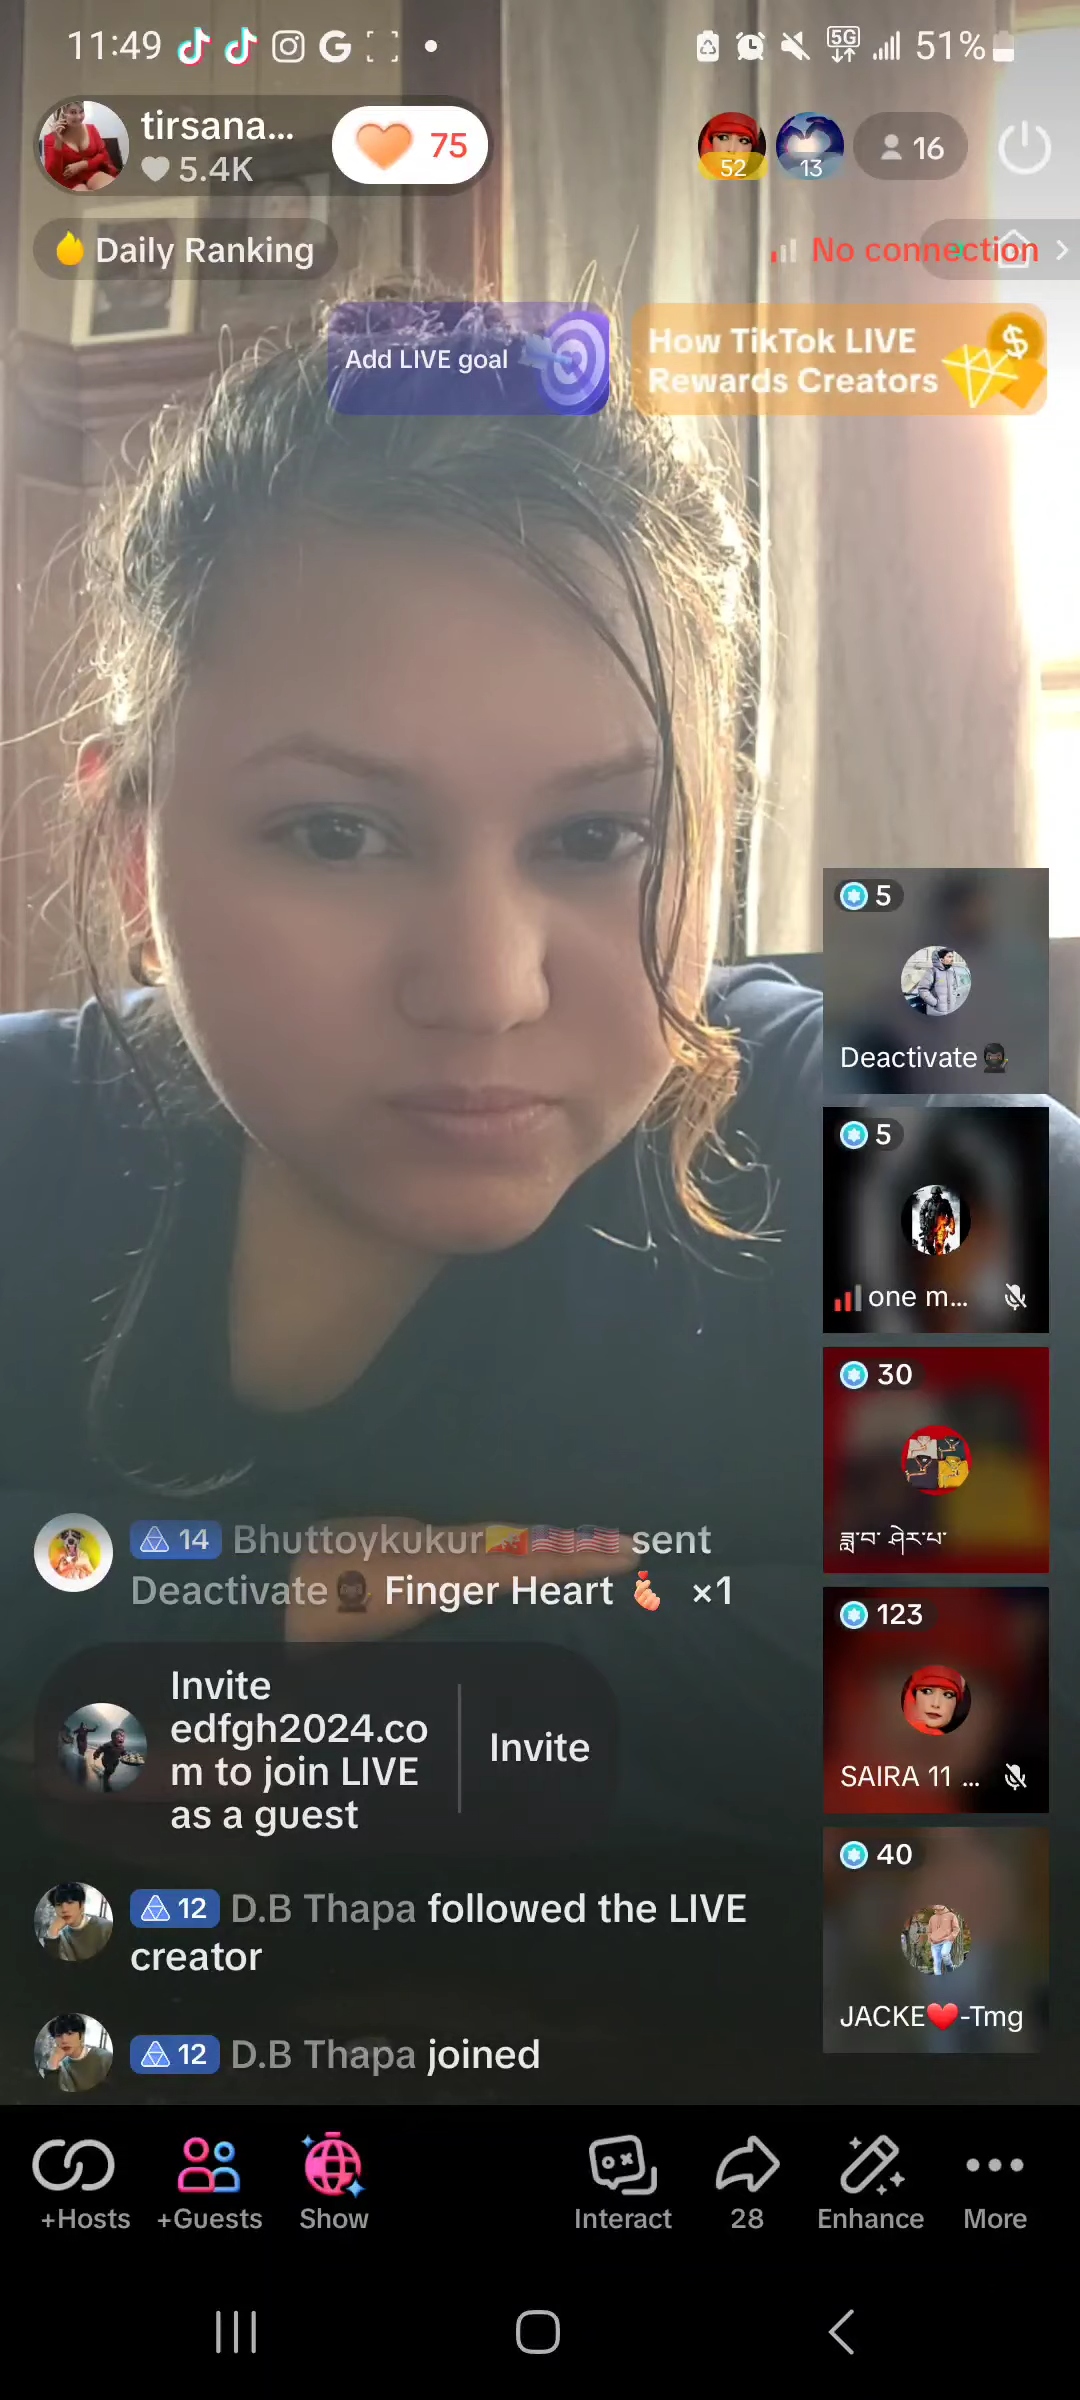 11:49
5G
51%
tirsana...
5.4K
75
52
13
16
Daily Ranking
No connection
Add LIVE goal
How TikTok LIVE
Rewards Creators
$
5
Deactivate
5
one m...
30
ཟླ་བ་ ཤེར་པ་
123
SAIRA 11 ...
40
JACKE❤️-Tmg
14 Bhuttoykukur🇧🇹🇺🇸🇺🇸 sent
Deactivate Finger Heart ×1
Invite
edfgh2024.co
m to join LIVE
as a guest
Invite
12 D.B Thapa followed the LIVE
creator
12 D.B Thapa joined
+Hosts
+Guests
Show
Interact
28
Enhance
More